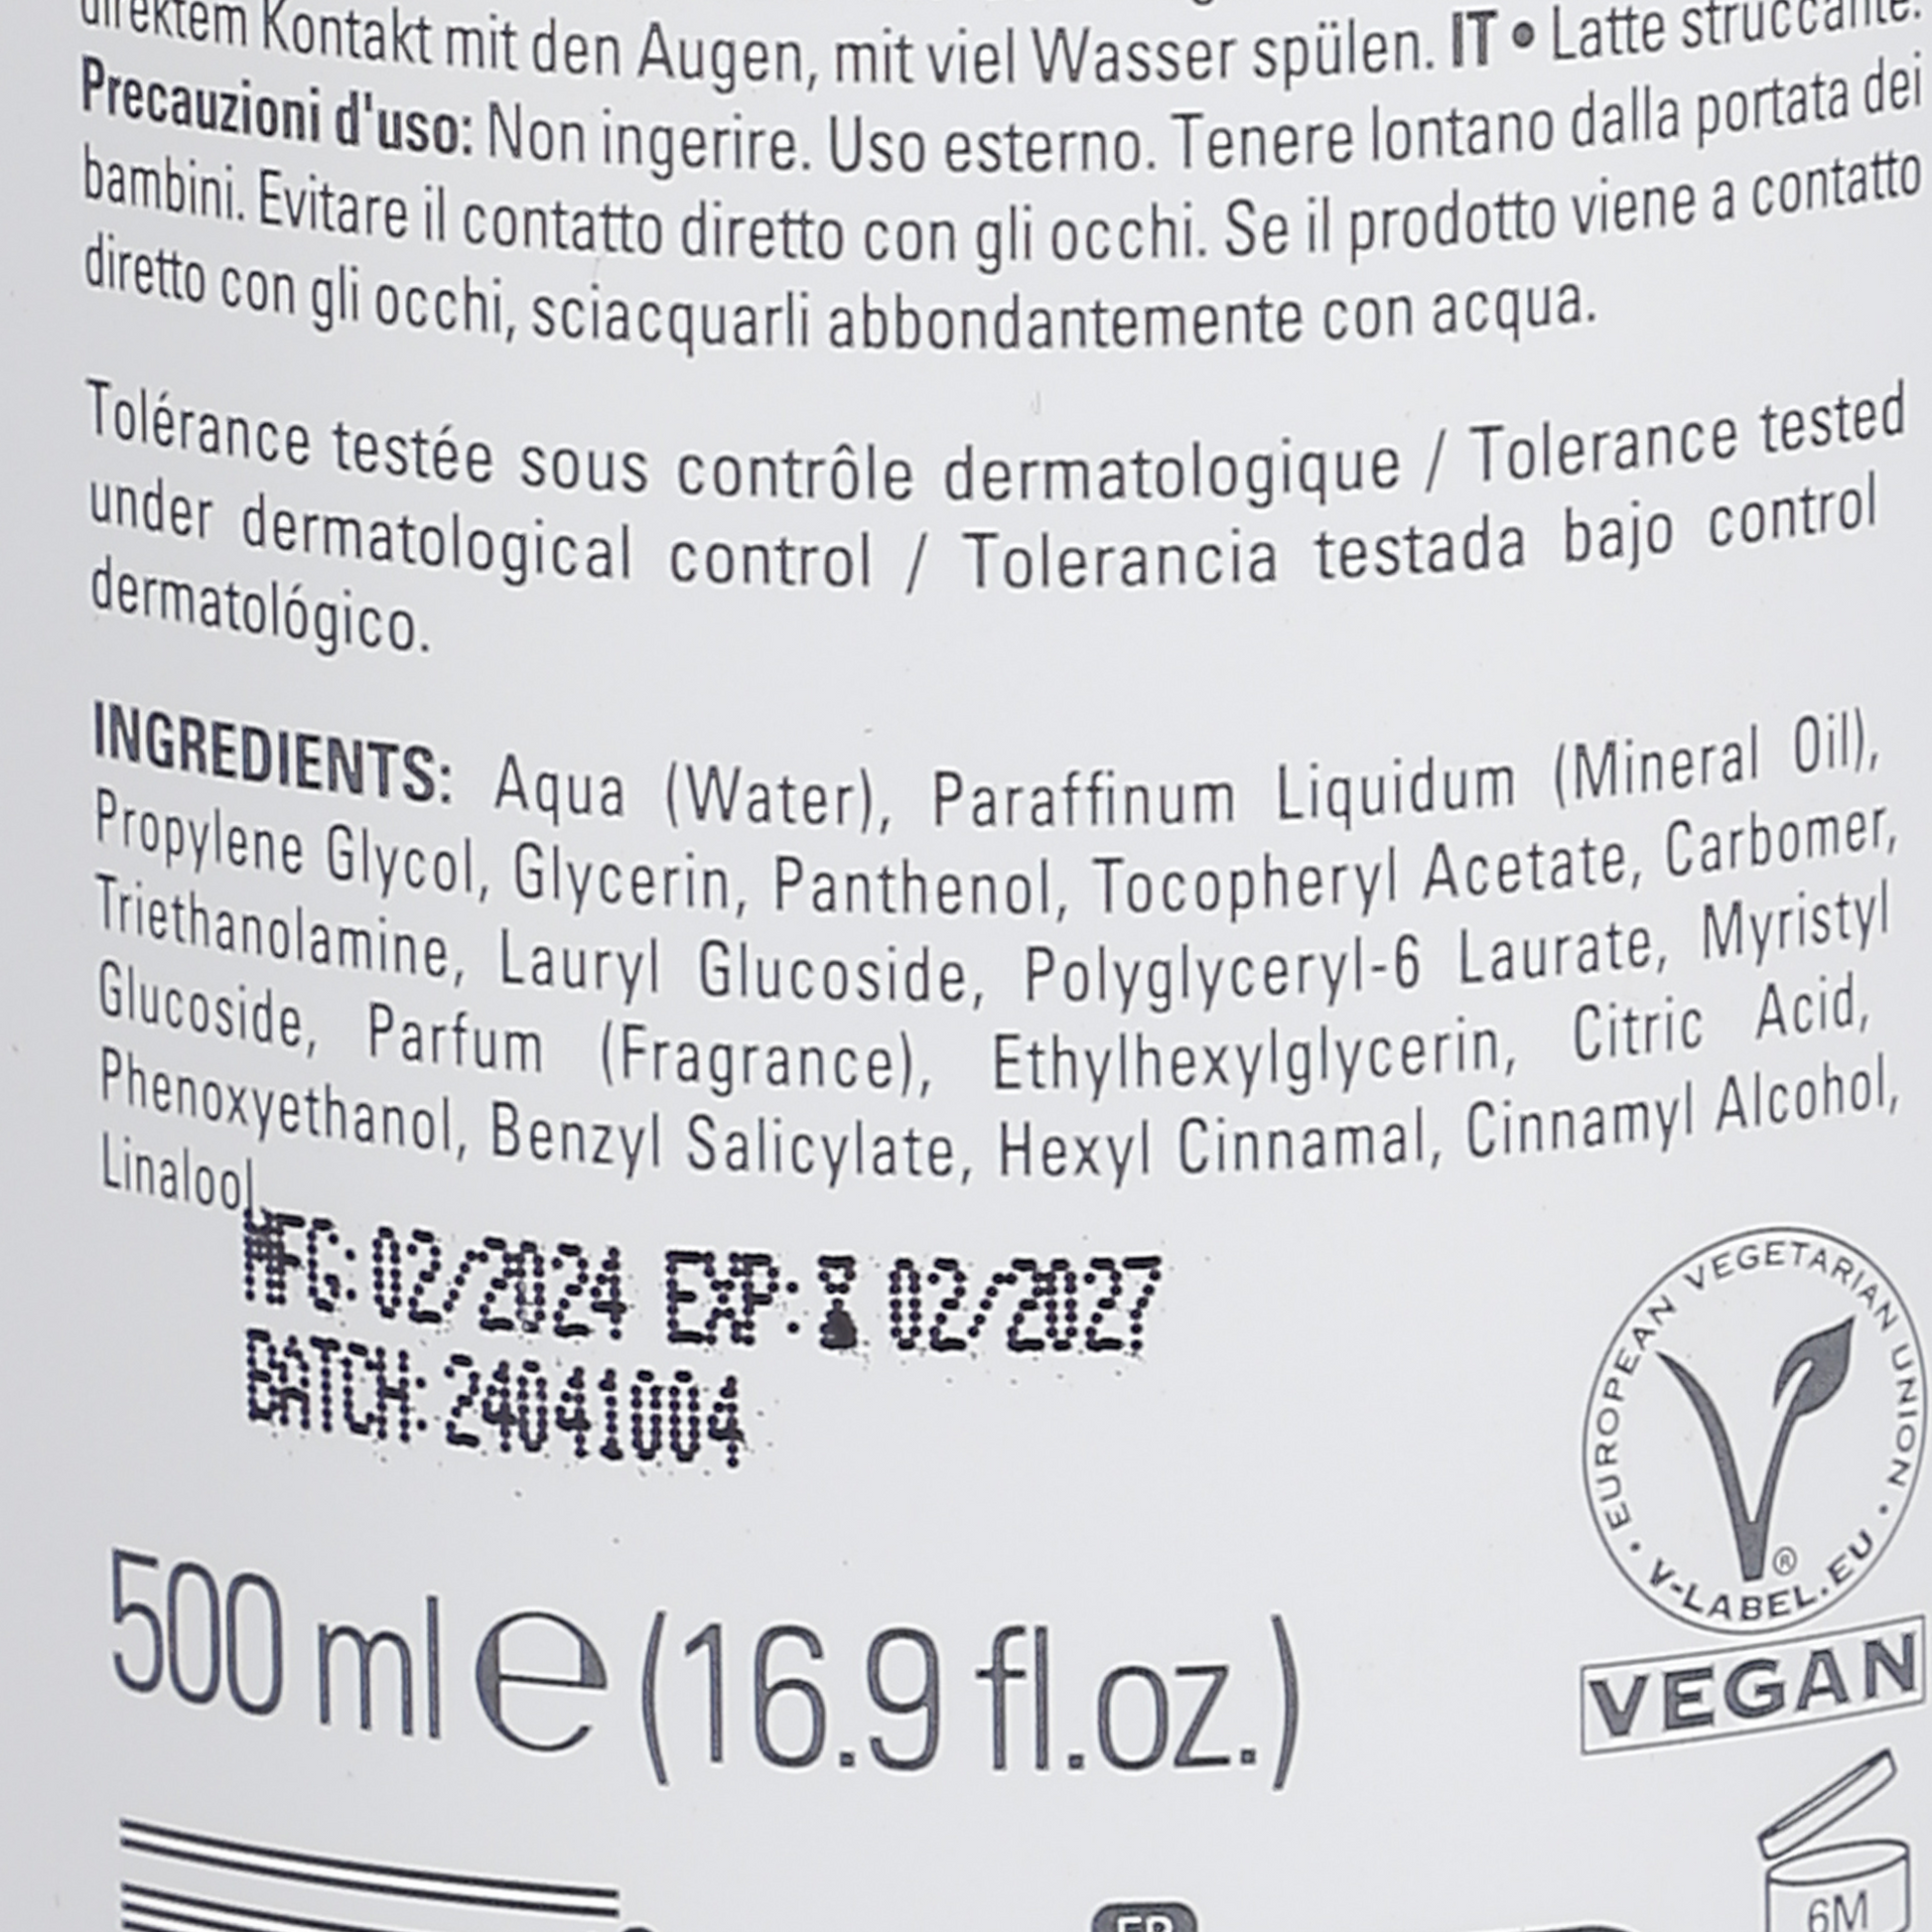 direktem Kontakt mit den Augen, mit viel Wasser spülen. IT • Latte struccante.
Precauzioni d'uso: Non ingerire. Uso esterno. Tenere lontano dalla portata dei
bambini. Evitare il contatto diretto con gli occhi. Se il prodotto viene a contatto
diretto con gli occhi, sciacquarli abbondantemente con acqua.
Tolérance testée sous contrôle dermatologique / Tolerance tested
under dermatological control / Tolerancia testada bajo control
dermatológico.
INGREDIENTS: Aqua (Water), Paraffinum Liquidum (Mineral Oil),
Propylene Glycol, Glycerin, Panthenol, Tocopheryl Acetate, Carbomer,
Triethanolamine, Lauryl Glucoside, Polyglyceryl-6 Laurate, Myristyl
Glucoside, Parfum (Fragrance), Ethylhexylglycerin, Citric Acid,
Phenoxyethanol, Benzyl Salicylate, Hexyl Cinnamal, Cinnamyl Alcohol,
Linalool.
MFG: 02/2024 EXP: 02/2027
BATCH: 24041004
• EUROPEAN VEGETARIAN UNION •
V-LABEL.EU
®
VEGAN
500 ml e (16.9 fl.oz.)
6M
FR